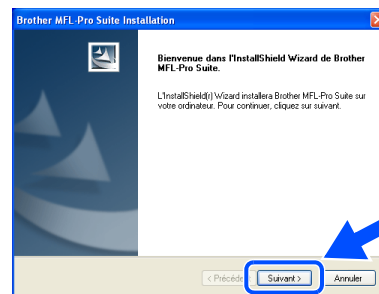 Brother MFL-Pro Suite Installation
Bienvenue dans l'InstallShield Wizard de Brother
MFL-Pro Suite.
L'InstallShield(r) Wizard installera Brother MFL-Pro Suite sur
votre ordinateur. Pour continuer, cliquez sur suivant.
< Précéde
Suivant >
Annuler